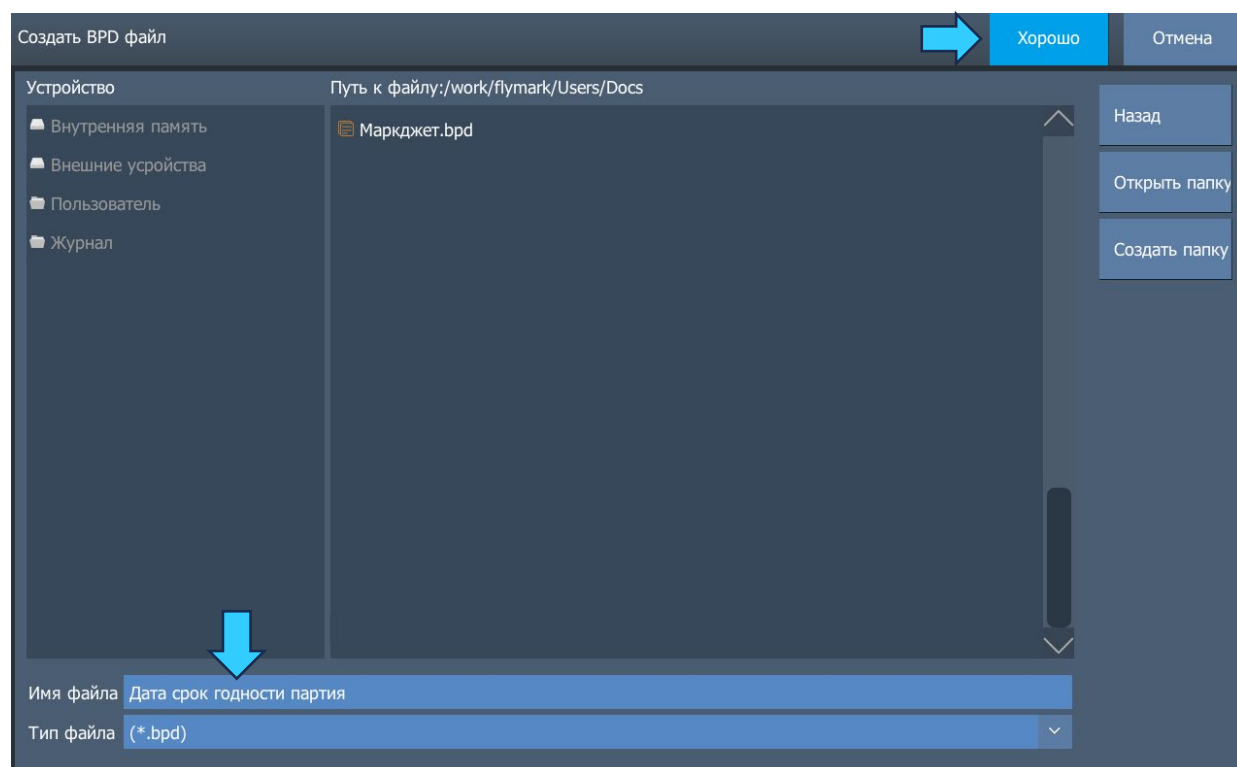 Создать BPD файл
Хорошо
Отмена
Устройство
Путь к файлу:/work/flymark/Users/Docs
Внутренняя память
Внешние усройства
Пользователь
Журнал
Маркджет.bpd
Назад
Открыть папку
Создать папку
Имя файла Дата срок годности партия
Тип файла (*.bpd)